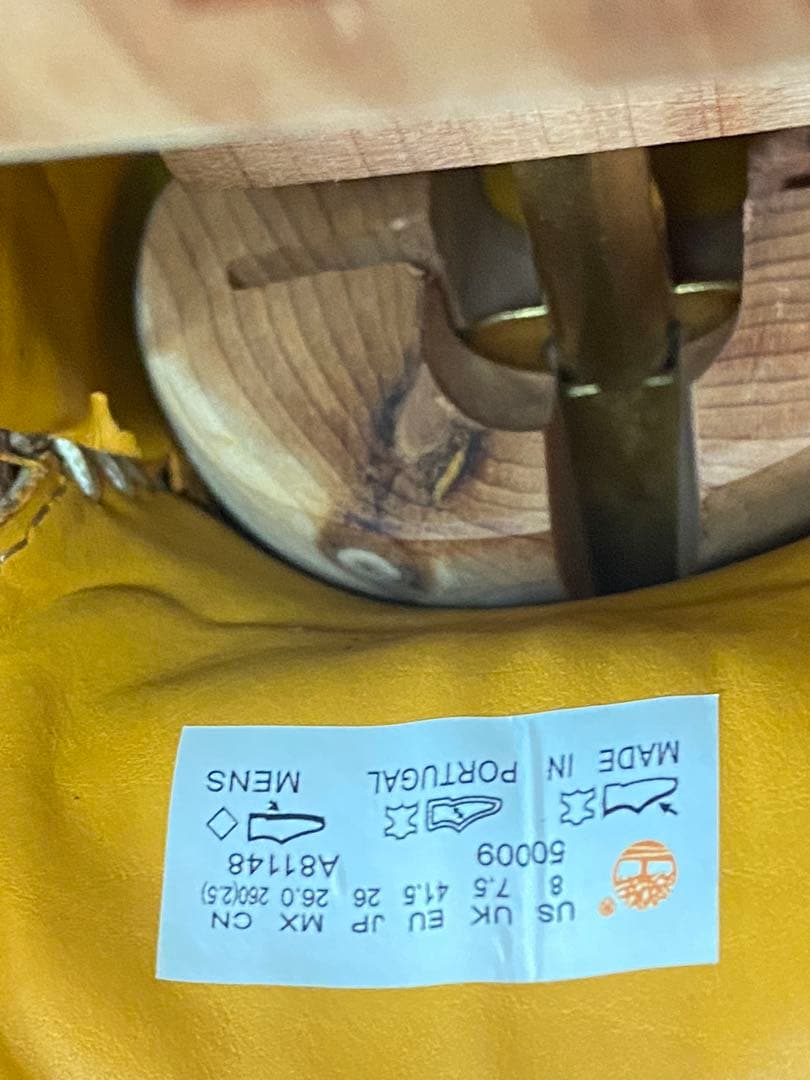 US UK EU JP MX CN
8 7.5 41.5 26 26.0 260(2.5)
50009 A81148
MADE IN PORTUGAL MENS